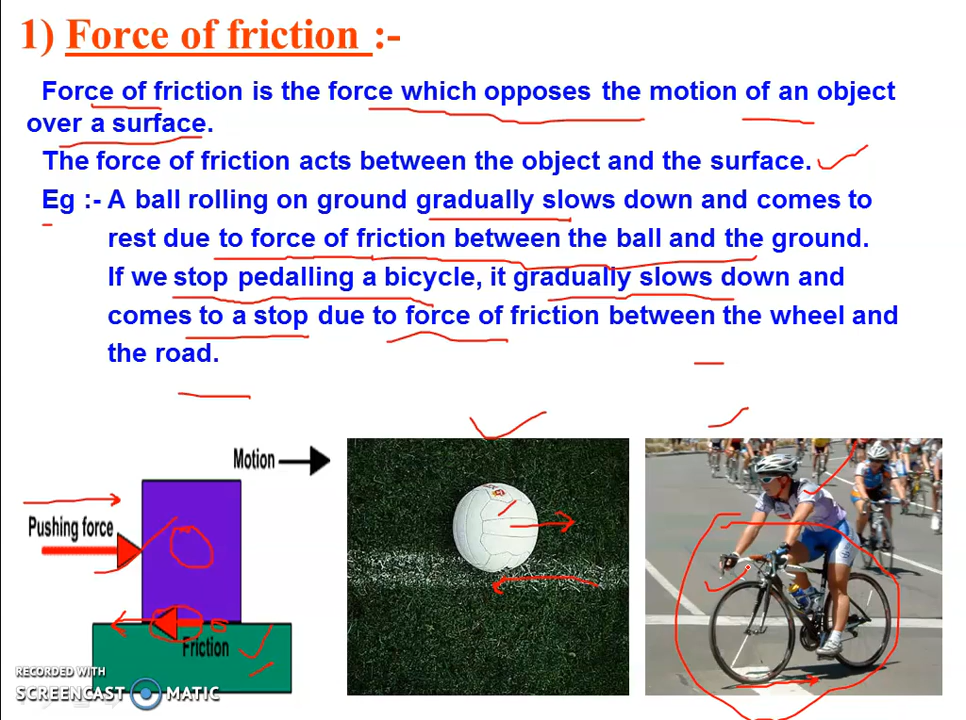 1) Force of friction :-
Force of friction is the force which opposes the motion of an object
over a surface.
The force of friction acts between the object and the surface.
Eg :- A ball rolling on ground gradually slows down and comes to
rest due to force of friction between the ball and the ground.
If we stop pedalling a bicycle, it gradually slows down and
comes to a stop due to force of friction between the wheel and
the road.
Motion
Pushing force
Friction
RECORDED WITH
SCREENCAST MATIC